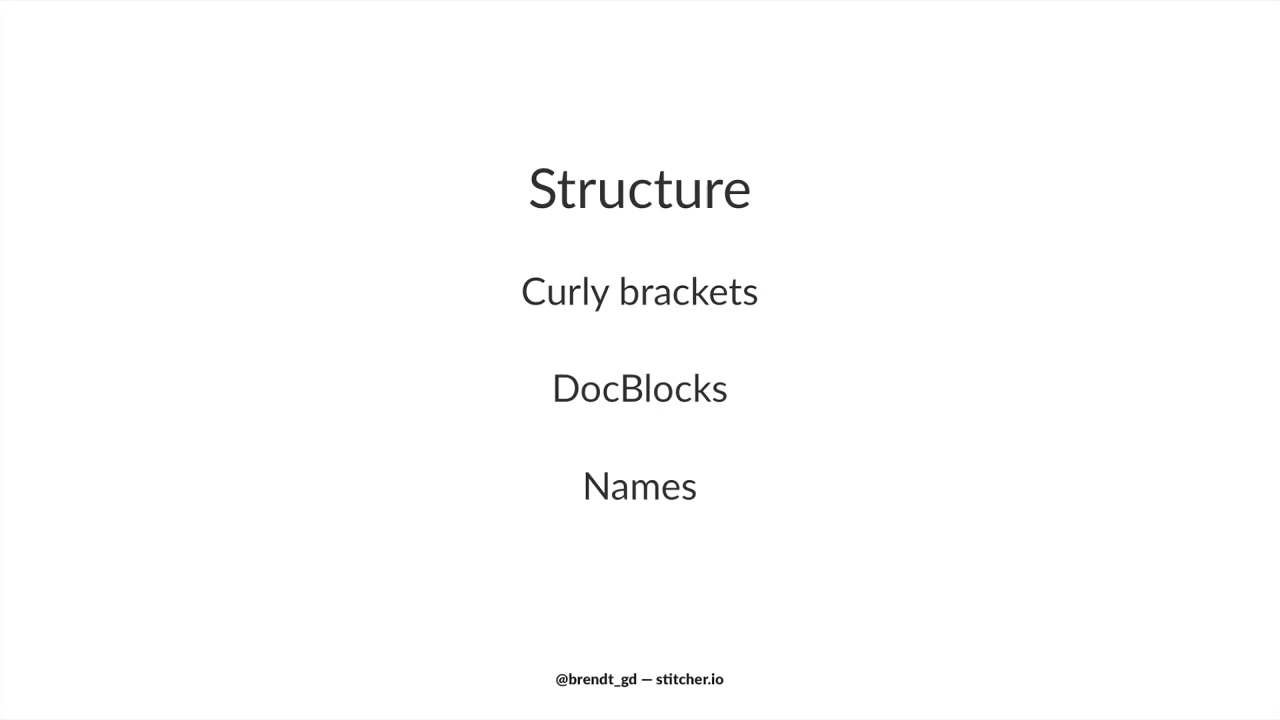 Structure
Curly brackets
DocBlocks
Names
@brendt_gd — stitcher.io